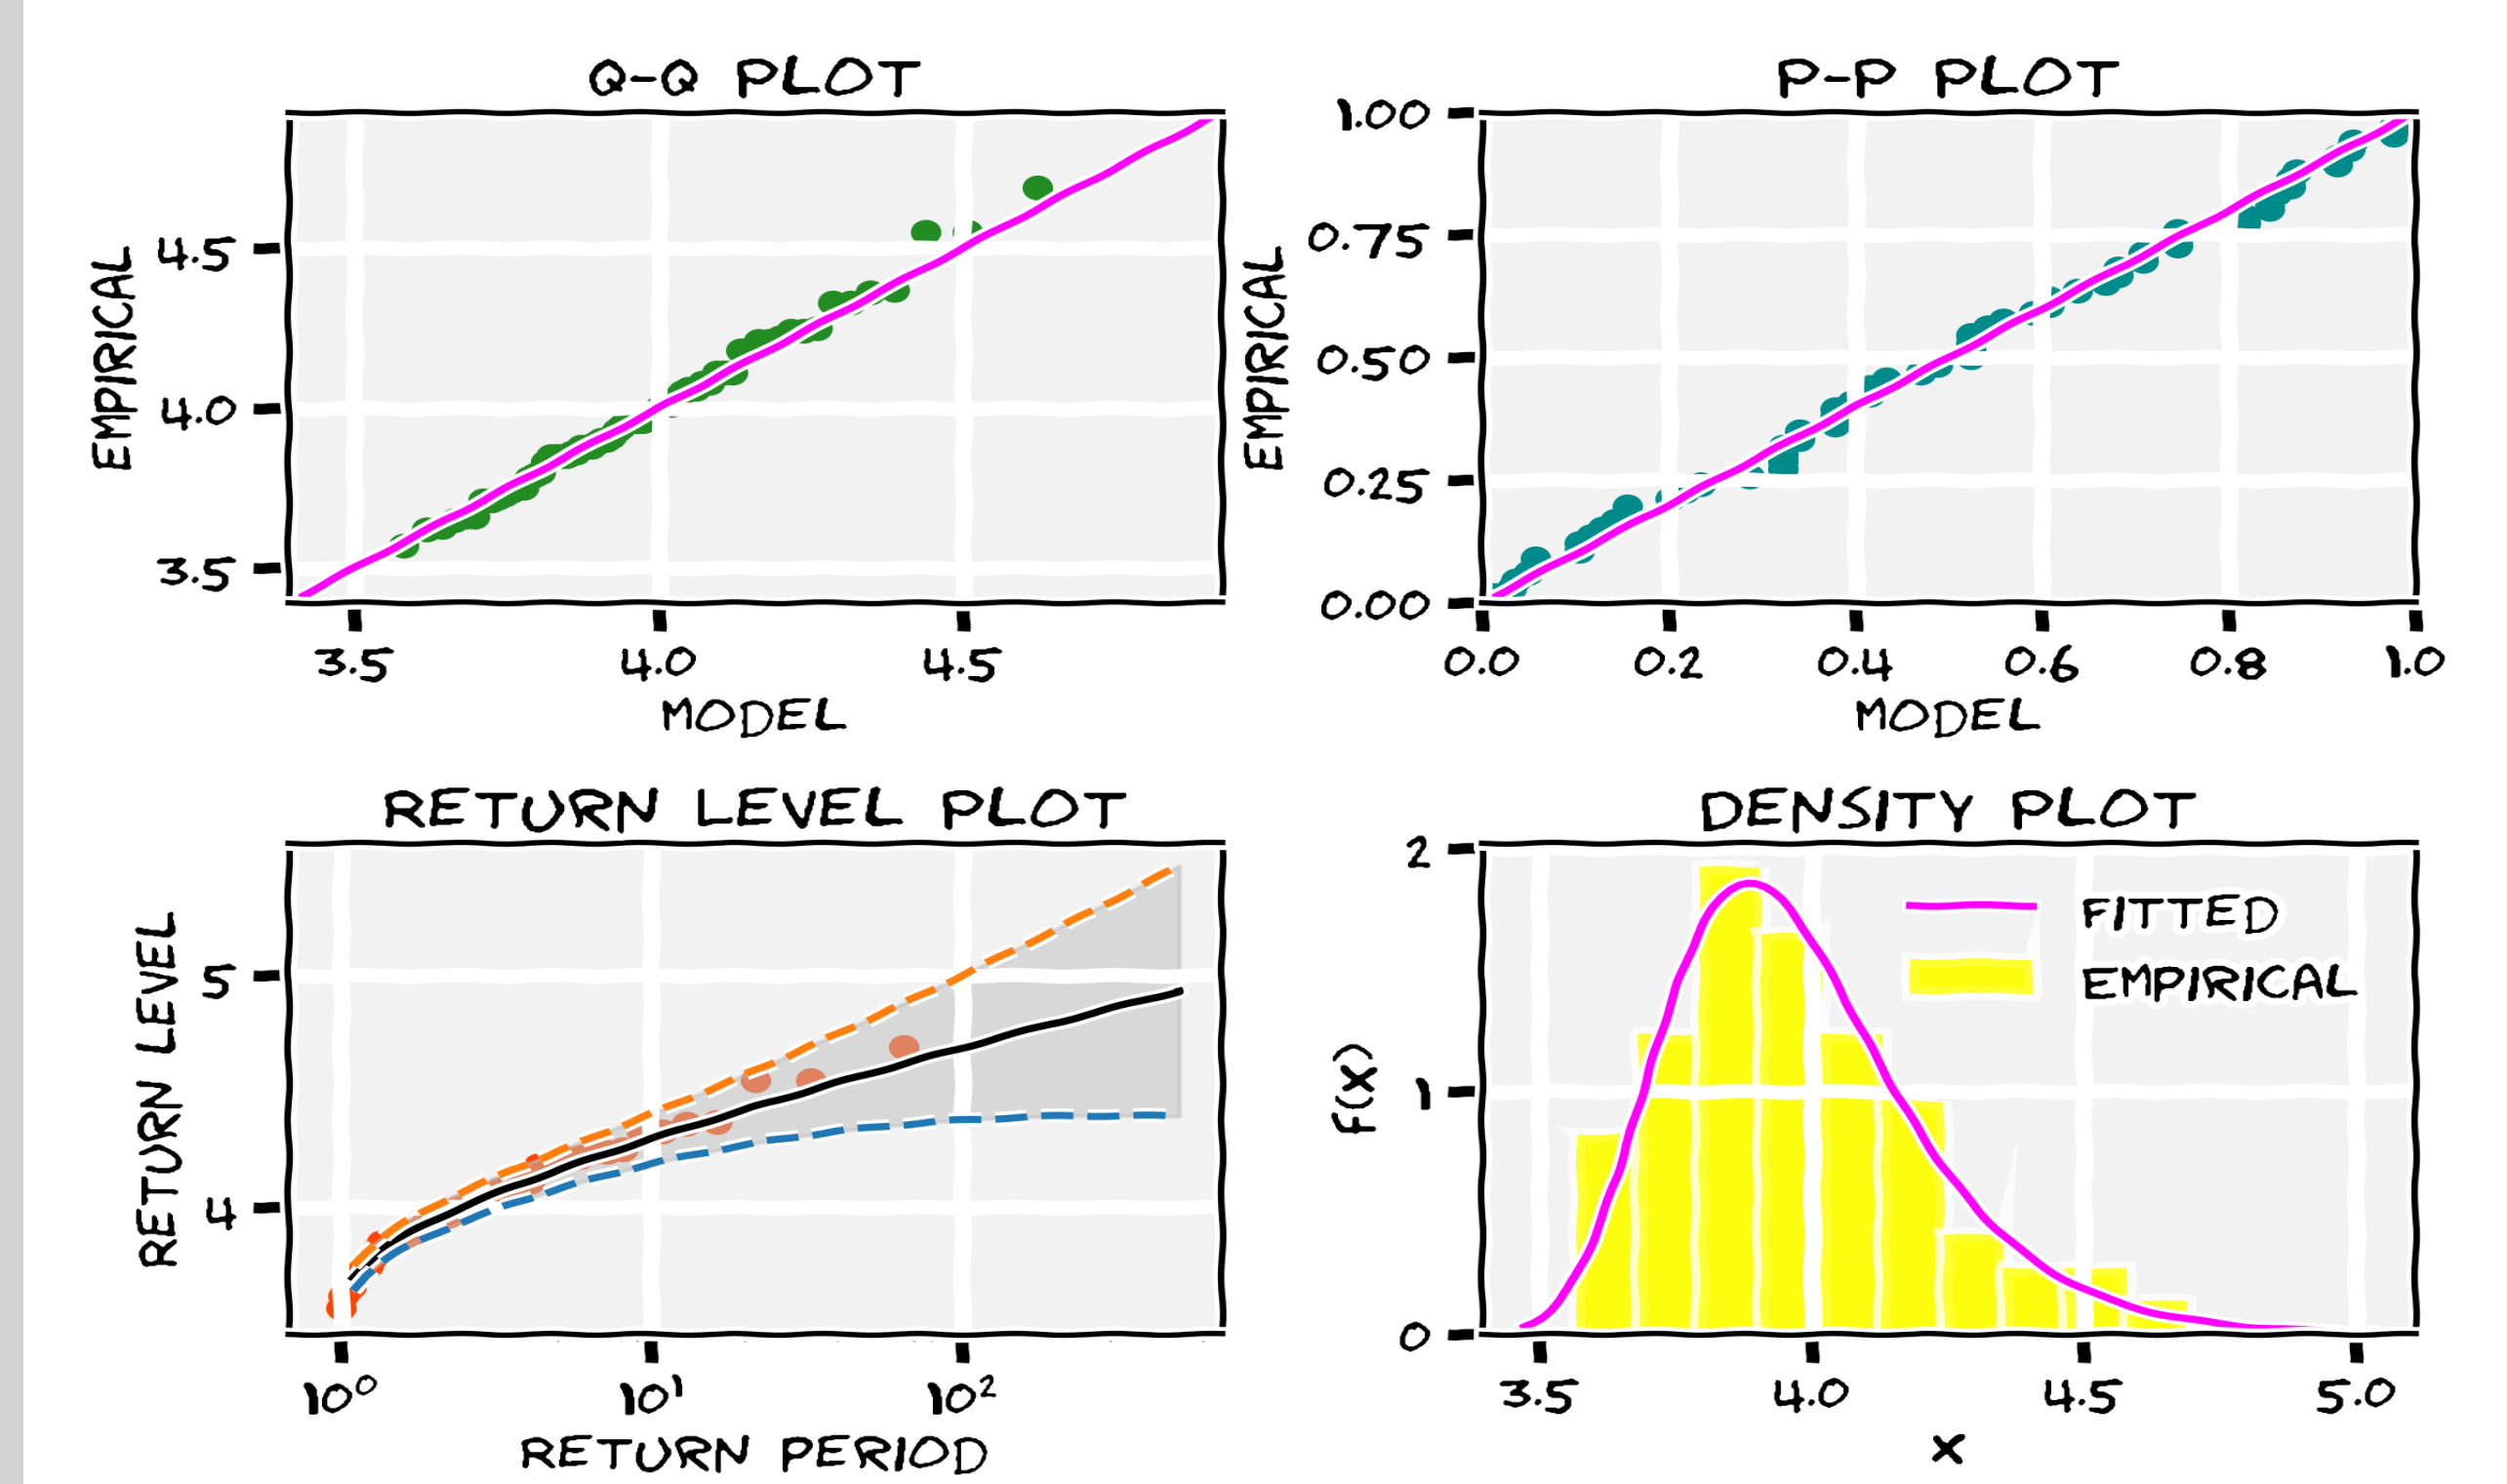 Q-Q PLOT
EMPIRICAL
4.5
4.0
3.5
3.5 4.0 4.5
MODEL
P-P PLOT
EMPIRICAL
1.00
0.75
0.50
0.25
0.00
0.0 0.2 0.4 0.6 0.8 1.0
MODEL
RETURN LEVEL PLOT
RETURN LEVEL
5
4
10⁰ 10¹ 10²
RETURN PERIOD
DENSITY PLOT
F(X)
2
1
0
FITTED
EMPIRICAL
3.5 4.0 4.5 5.0
X